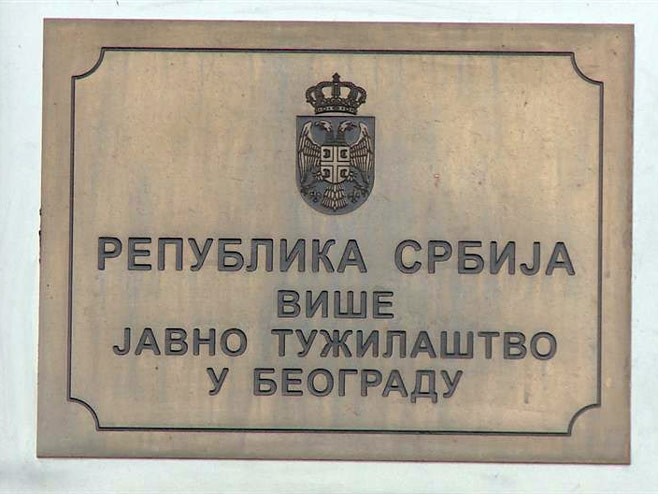 РЕПУБЛИКА СРБИЈА
ВИШЕ
ЈАВНО ТУЖИЛАШТВО
У БЕОГРАДУ